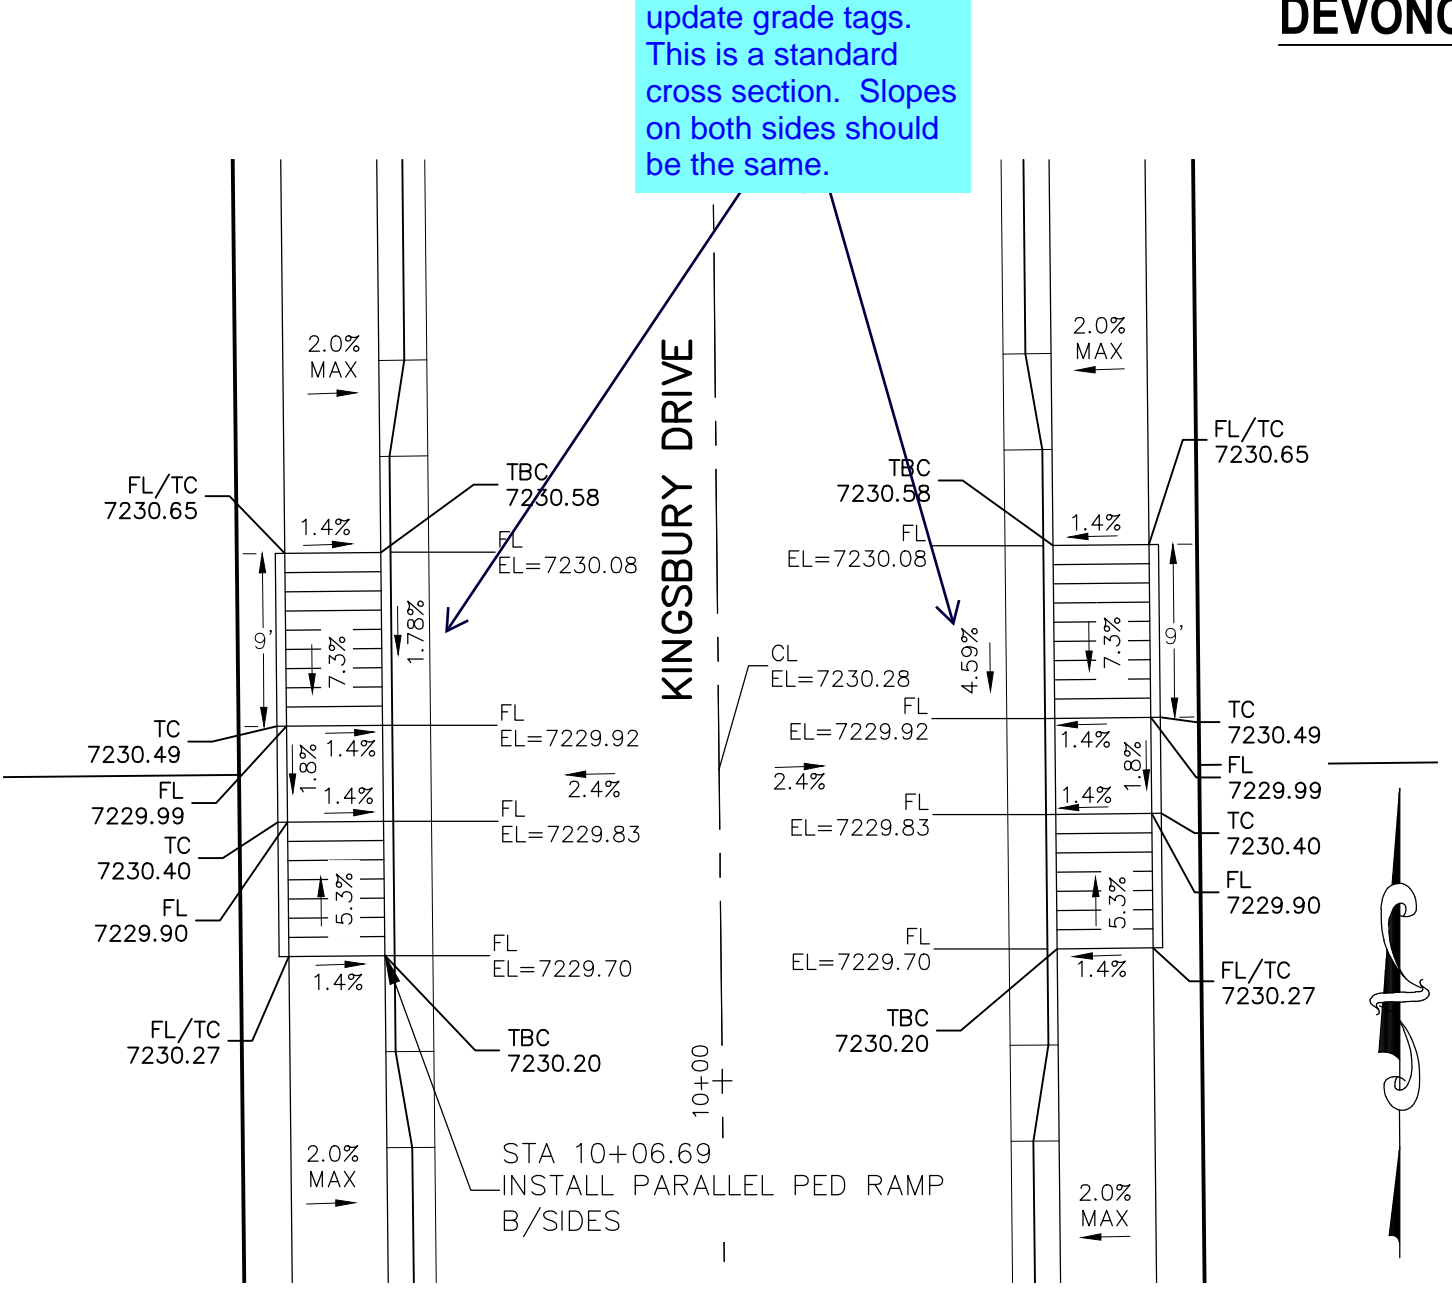 DEVONC
update grade tags.
This is a standard
cross section.  Slopes
on both sides should
be the same.
2.0%
MAX
2.0%
MAX
KINGSBURY DRIVE
FL/TC
7230.65
TBC
7230.58
TBC
7230.58
FL/TC
7230.65
1.4%
1.4%
FL
EL=7230.08
FL
EL=7230.08
9'
7.3%
1.78%
CL
EL=7230.28
4.59%
7.3%
9'
TC
7230.49
FL
EL=7229.92
FL
EL=7229.92
TC
7230.49
1.4%
1.8%
1.4%
1.8%
FL
7229.99
2.4%
2.4%
FL
7229.99
1.4%
1.4%
TC
7230.40
FL
EL=7229.83
FL
EL=7229.83
TC
7230.40
5.3%
5.3%
FL
7229.90
FL
7229.90
FL
EL=7229.70
FL
EL=7229.70
1.4%
1.4%
FL/TC
7230.27
FL/TC
7230.27
TBC
7230.20
TBC
7230.20
10+00
STA 10+06.69
INSTALL PARALLEL PED RAMP
B/SIDES
2.0%
MAX
2.0%
MAX